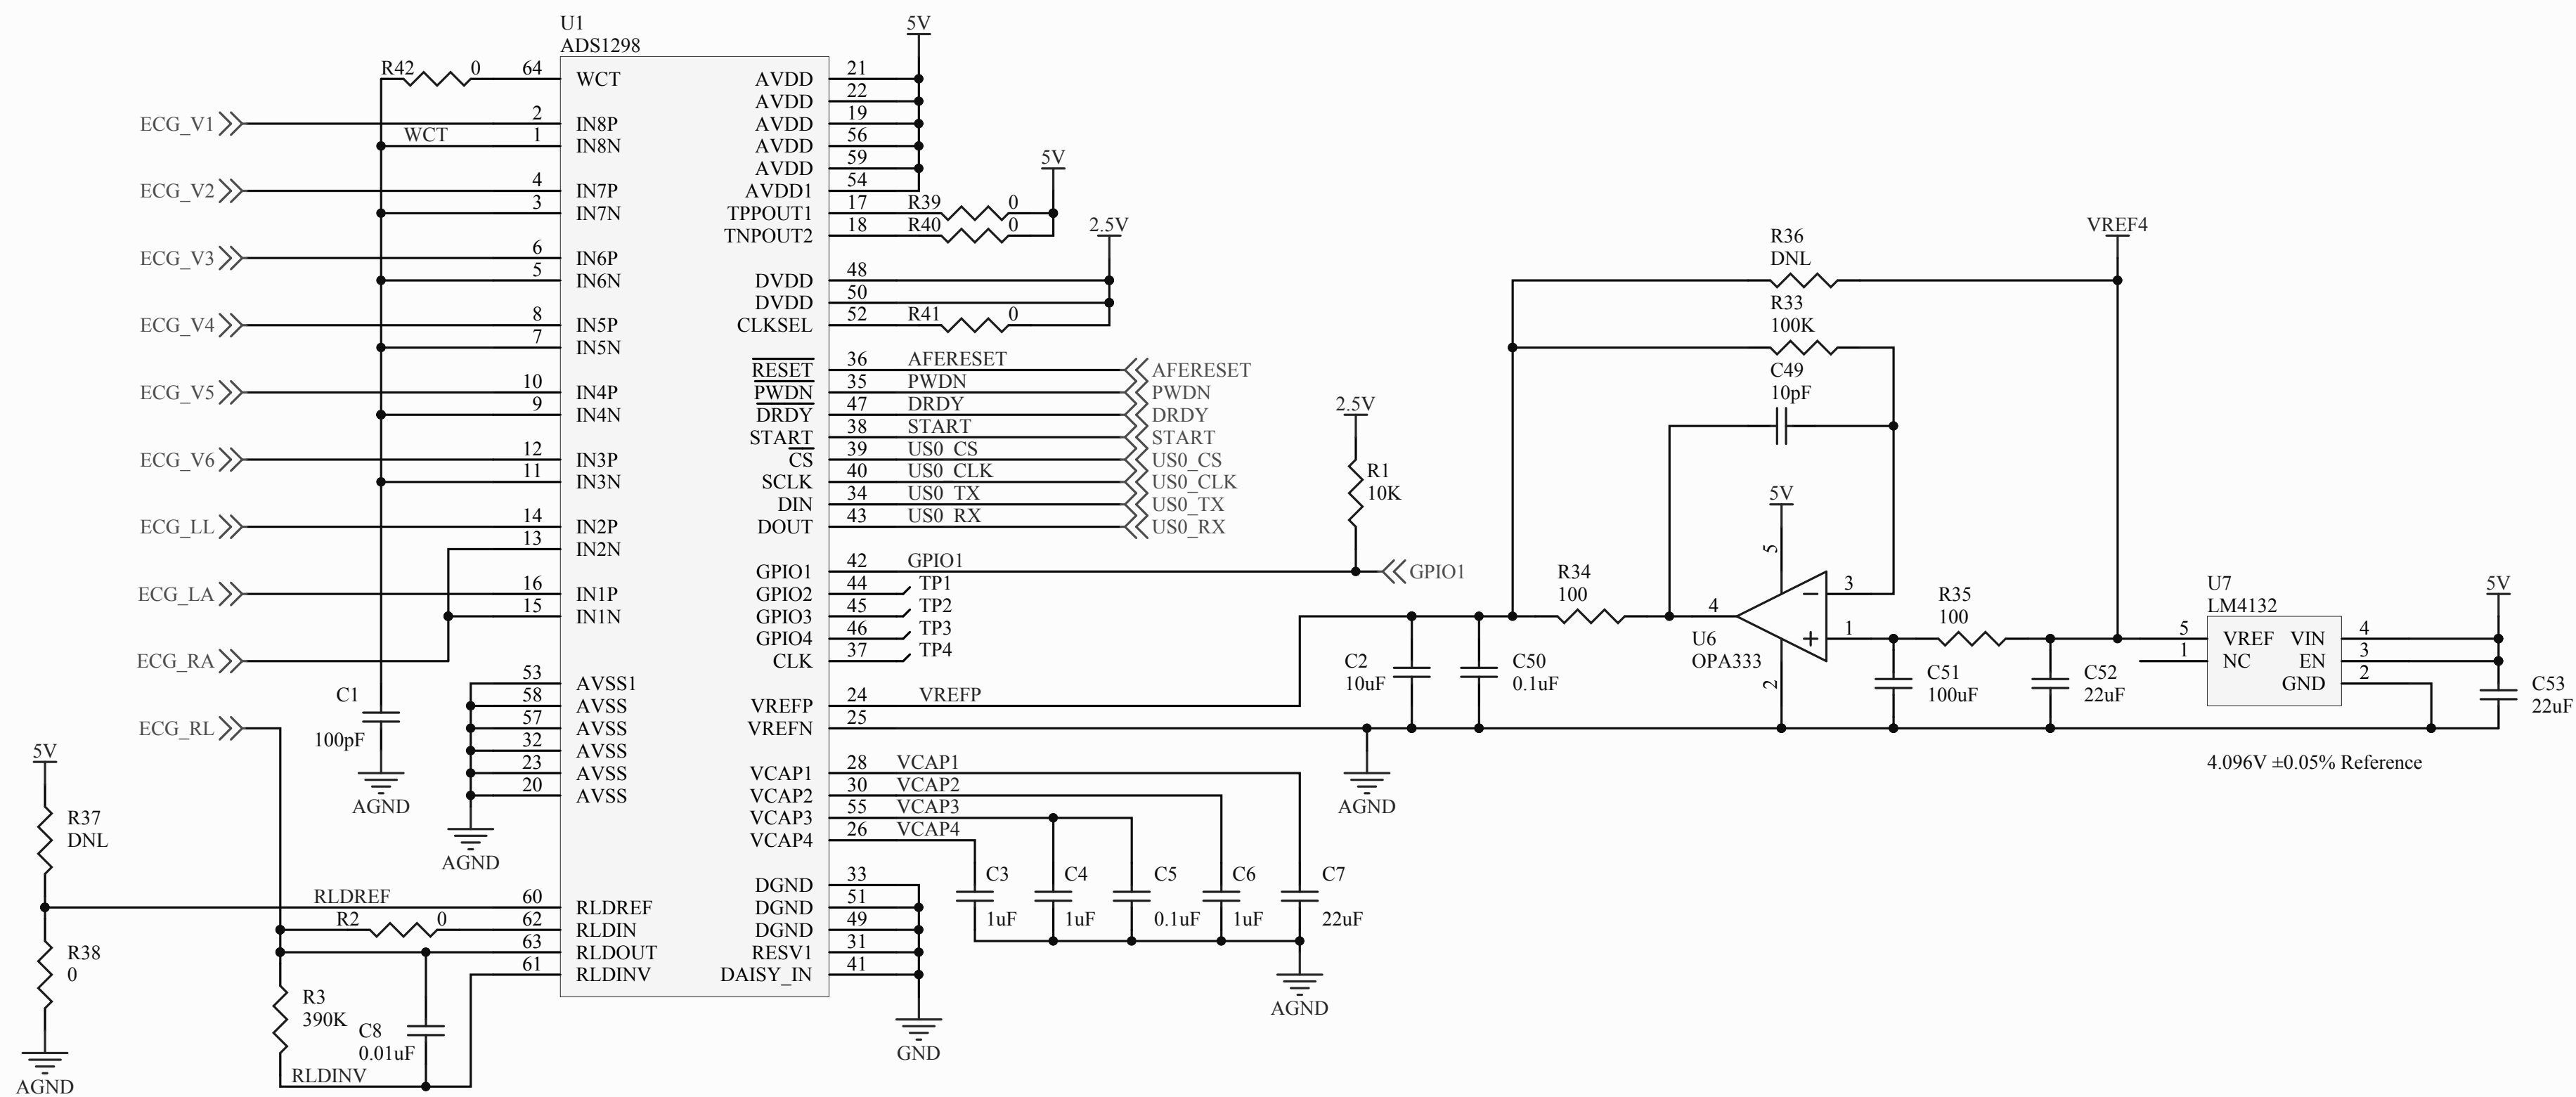 U1
ADS1298
5V
R42
0
64
WCT
AVDD
21
AVDD
22
ECG_V1
2
IN8P
AVDD
19
WCT
1
IN8N
AVDD
56
AVDD
59
5V
ECG_V2
4
IN7P
AVDD1
54
3
IN7N
TPPOUT1
17
R39
0
TNPOUT2
18
R40
0
2.5V
ECG_V3
6
IN6P
5
IN6N
DVDD
48
DVDD
50
ECG_V4
8
IN5P
CLKSEL
52
R41
0
7
IN5N
RESET
36
AFERESET
AFERESET
ECG_V5
10
IN4P
PWDN
35
PWDN
PWDN
9
IN4N
DRDY
47
DRDY
DRDY
START
38
START
START
ECG_V6
12
IN3P
CS
39
US0_CS
US0_CS
11
IN3N
SCLK
40
US0_CLK
US0_CLK
DIN
34
US0_TX
US0_TX
ECG_LL
14
IN2P
DOUT
43
US0_RX
US0_RX
13
IN2N
GPIO1
42
GPIO1
GPIO1
2.5V
R1
10K
ECG_LA
16
IN1P
GPIO2
44
TP1
15
IN1N
GPIO3
45
TP2
GPIO4
46
TP3
ECG_RA
CLK
37
TP4
53
AVSS1
58
AVSS
VREFP
24
VREFP
ECG_RL
57
AVSS
VREFN
25
32
AVSS
23
AVSS
VCAP1
28
VCAP1
20
AVSS
VCAP2
30
VCAP2
VCAP3
55
VCAP3
VCAP4
26
VCAP4
C1
100pF
AGND
AGND
5V
R37
DNL
R38
0
AGND
RLDREF
60
RLDREF
R2
0
62
RLDIN
63
RLDOUT
61
RLDINV
R3
390K
C8
0.01uF
RLDINV
DGND
33
DGND
51
DGND
49
RESV1
31
DAISY_IN
41
GND
C3
1uF
C4
1uF
C5
0.1uF
C6
1uF
C7
22uF
AGND
VREF4
R36
DNL
R33
100K
C49
10pF
5V
5
R34
100
4
3
1
2
U6
OPA333
R35
100
C2
10uF
C50
0.1uF
C51
100uF
C52
22uF
AGND
U7
LM4132
5
VREF
VIN
4
1
NC
EN
3
GND
2
5V
C53
22uF
4.096V ±0.05% Reference